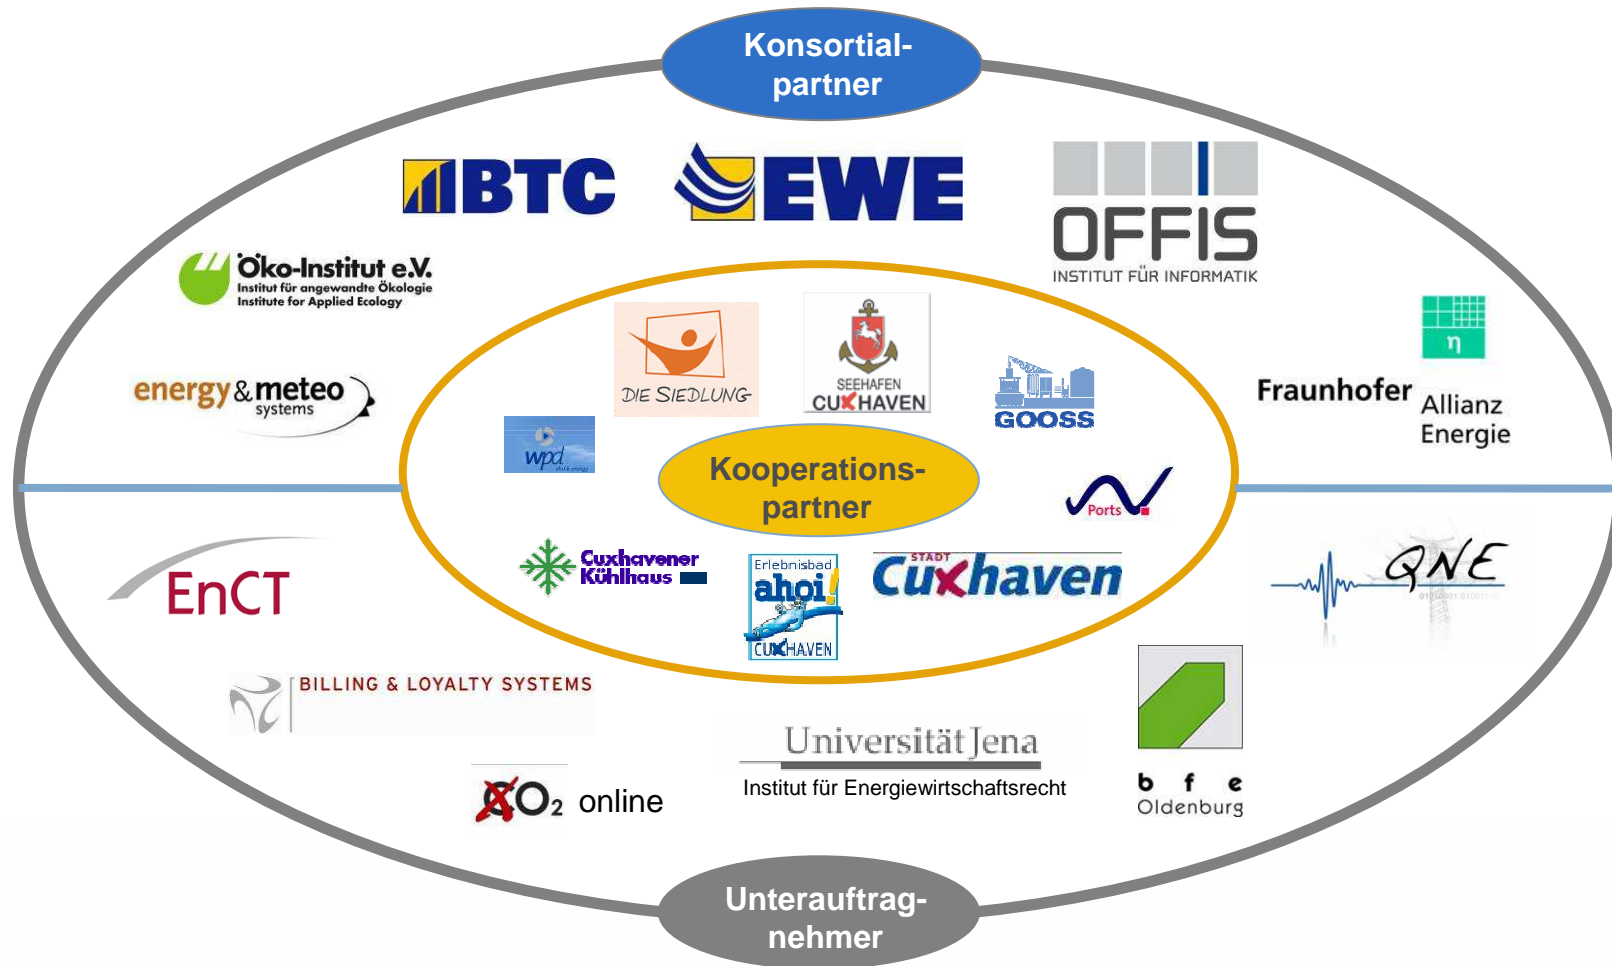 Konsortial-
partner
BTC
EWE
OFFIS
INSTITUT FÜR INFORMATIK
Öko-Institut e.V.
Institut für angewandte Ökologie
Institute for Applied Ecology
energy & meteo
systems
DIE SIEDLUNG
SEEHAFEN
CUXHAVEN
GOOSS
η
Fraunhofer
Allianz
Energie
wpd
Kooperations-
partner
Ports
Cuxhavener
Kühlhaus
Erlebnisbad
ahoi!
CUXHAVEN
STADT
Cuxhaven
EnCT
QNE
BILLING & LOYALTY SYSTEMS
Universität Jena
Institut für Energiewirtschaftsrecht
CO2 online
b f e
Oldenburg
Unterauftrag-
nehmer